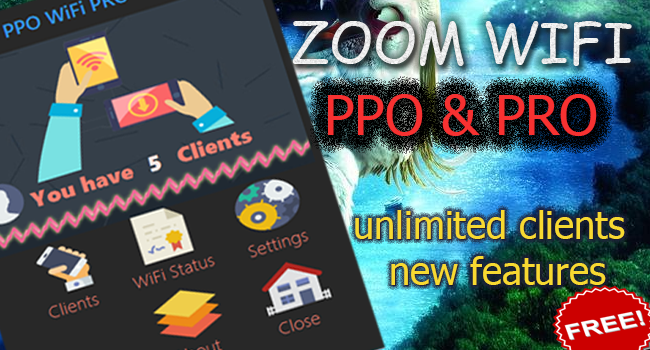 PPO WiFi PRO
You have 5 Clients
Clients
WiFi Status
Settings
Close
ZOOM WIFI
PPO & PRO
unlimited clients
new features
FREE!